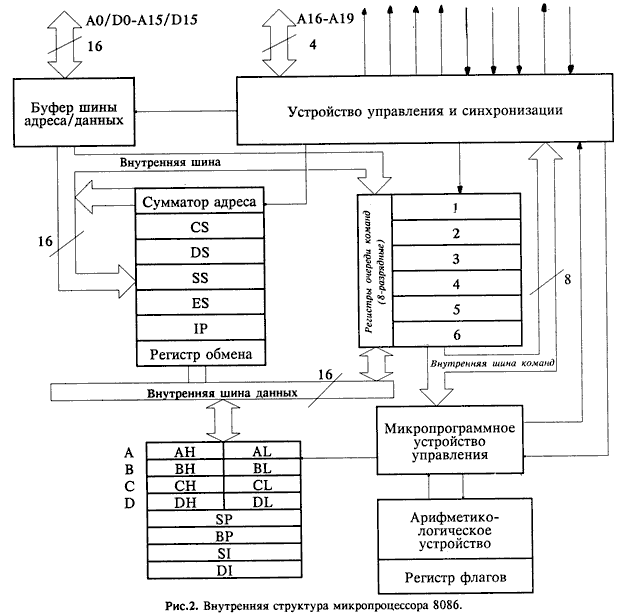 A0/D0-A15/D15
A16-A19
16
4
Буфер шины
адреса/данных
Устройство управления и синхронизации
Внутренняя шина
Сумматор адреса
CS
DS
SS
ES
IP
Регистр обмена
16
Регистры очереди команд
(8-разрядные)
1
2
3
4
5
6
8
Внутренняя шина команд
16
Внутренняя шина данных
A
AH
AL
B
BH
BL
C
CH
CL
D
DH
DL
SP
BP
SI
DI
Микропрограммное
устройство
управления
Арифметико-
логическое
устройство
Регистр флагов
Рис.2. Внутренняя структура микропроцессора 8086.